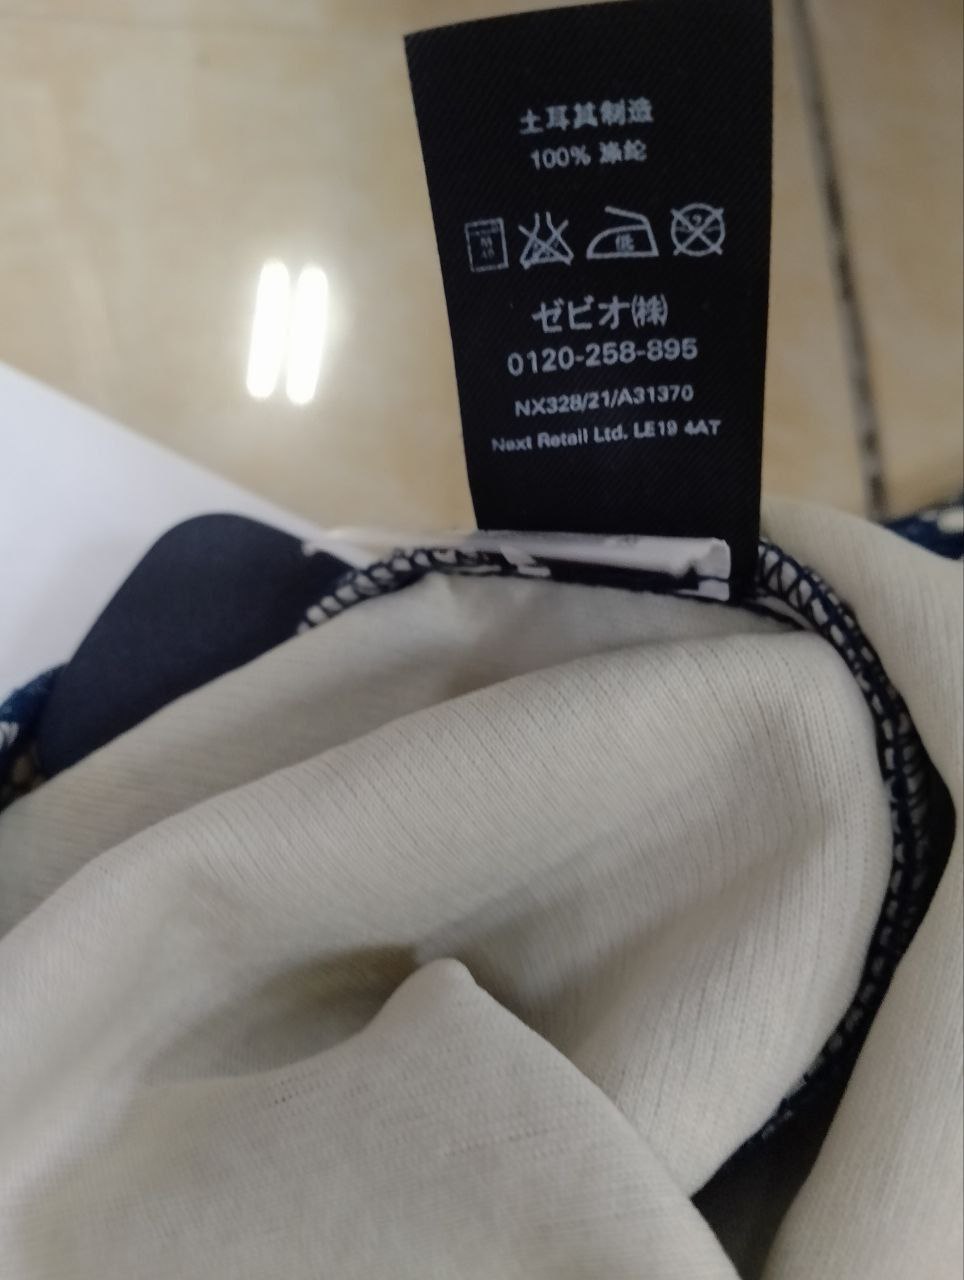 土耳其制造
100% 涤纶
低
ゼビオ㈱
0120-258-895
NX328/21/A31370
Next Retail Ltd. LE19 4AT